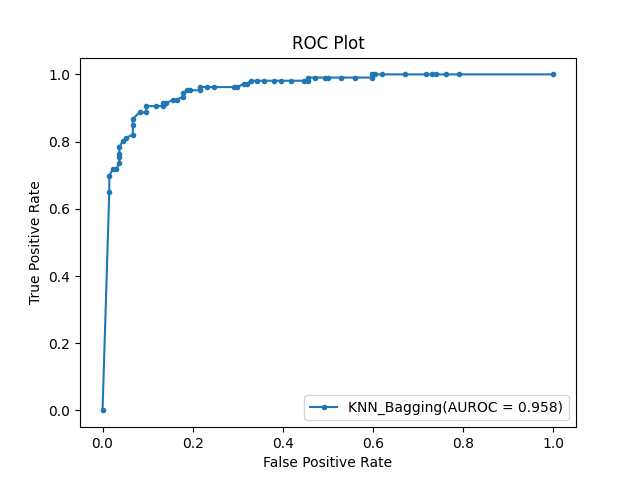 ROC Plot
1.0
0.8
0.6
0.4
0.2
0.0
True Positive Rate
KNN_Bagging(AUROC = 0.958)
0.0 0.2 0.4 0.6 0.8 1.0
False Positive Rate